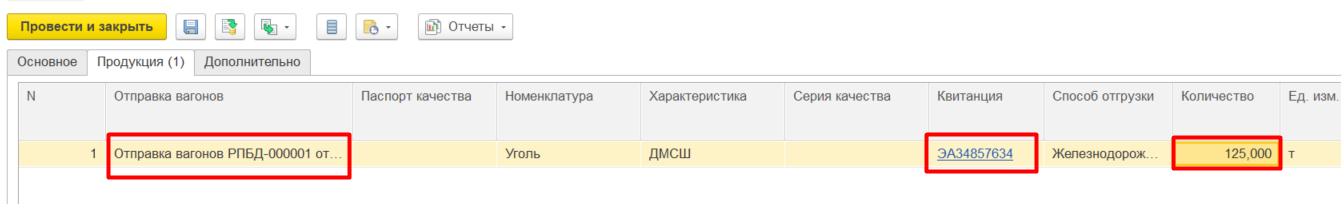 Провести и закрыть Отчеты
Основное Продукция (1) Дополнительно
N Отправка вагонов Паспорт качества Номенклатура Характеристика Серия качества Квитанция Способ отгрузки Количество Ед. изм.
1 Отправка вагонов РПБД-000001 от... Уголь ДМСШ ЭА34857634 Железнодорож... 125,000 т